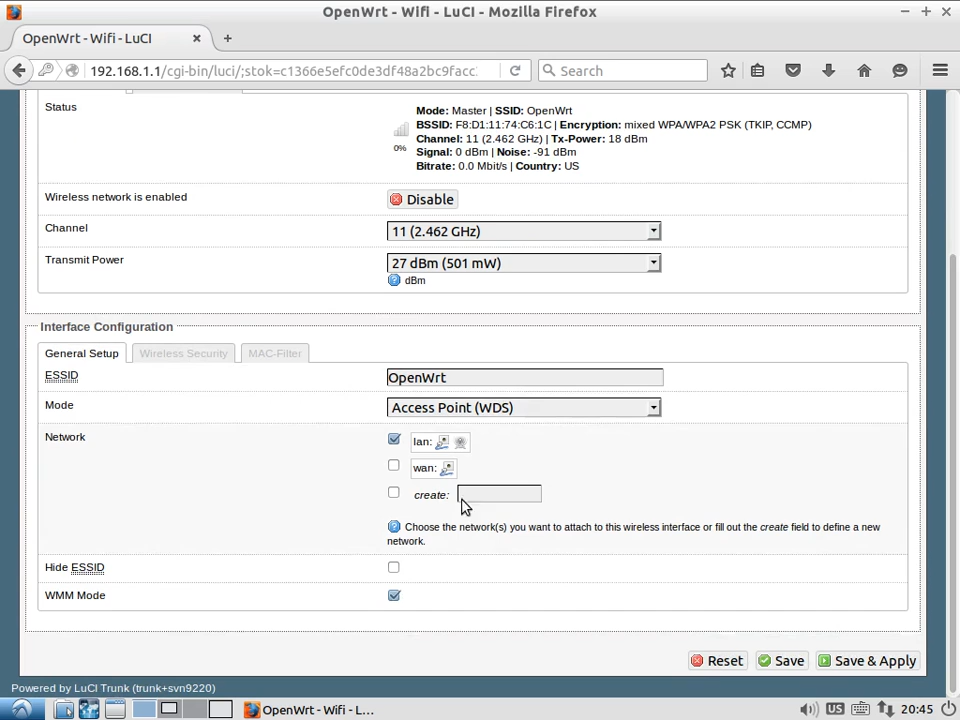 OpenWrt - Wifi - LuCI - Mozilla Firefox
OpenWrt - Wifi - LuCI
192.168.1.1/cgi-bin/luci/;stok=c1366e5efc0de3df48a2bc9facc
Search
Status
Mode: Master | SSID: OpenWrt
BSSID: F8:D1:11:74:C6:1C | Encryption: mixed WPA/WPA2 PSK (TKIP, CCMP)
Channel: 11 (2.462 GHz) | Tx-Power: 18 dBm
0%
Signal: 0 dBm | Noise: -91 dBm
Bitrate: 0.0 Mbit/s | Country: US
Wireless network is enabled
Disable
Channel
11 (2.462 GHz)
Transmit Power
27 dBm (501 mW)
dBm
Interface Configuration
General Setup
Wireless Security
MAC-Filter
ESSID
OpenWrt
Mode
Access Point (WDS)
Network
lan:
wan:
create:
Choose the network(s) you want to attach to this wireless interface or fill out the create field to define a new
network.
Hide ESSID
WMM Mode
Reset
Save
Save & Apply
Powered by LuCI Trunk (trunk+svn9220)
OpenWrt - Wifi - L...
US
20:45